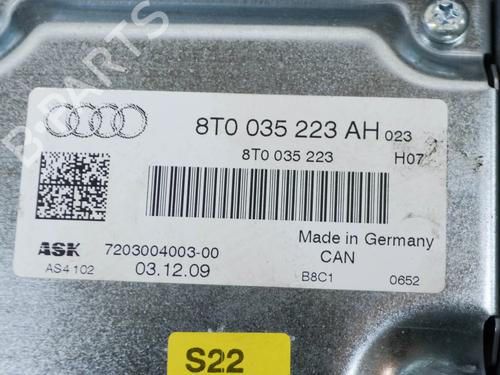 B-PARTS
8T0 035 223 AH 023
8T0 035 223 H07
ASK 7203004003-00 Made in Germany
AS4 102 03.12.09 CAN
B8C1 0652
S22